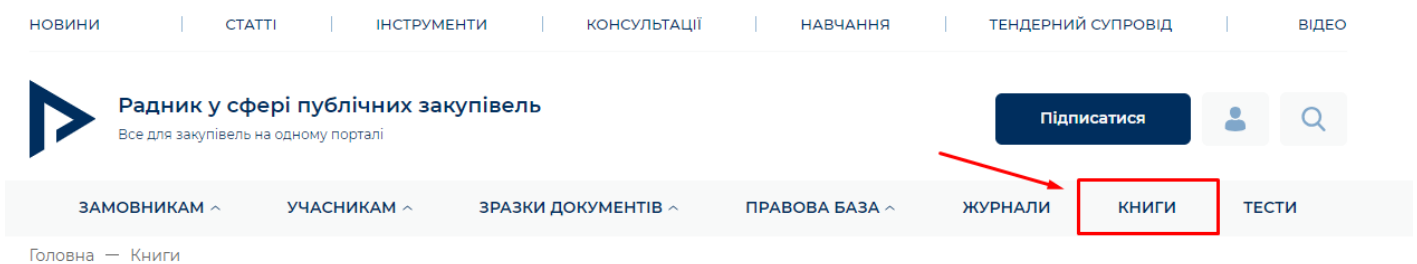 НОВИНИ СТАТТІ ІНСТРУМЕНТИ КОНСУЛЬТАЦІЇ НАВЧАННЯ ТЕНДЕРНИЙ СУПРОВІД ВІДЕО
Радник у сфері публічних закупівель
Все для закупівель на одному порталі
Підписатися
ЗАМОВНИКАМ УЧАСНИКАМ ЗРАЗКИ ДОКУМЕНТІВ ПРАВОВА БАЗА ЖУРНАЛИ КНИГИ ТЕСТИ
Головна — Книги